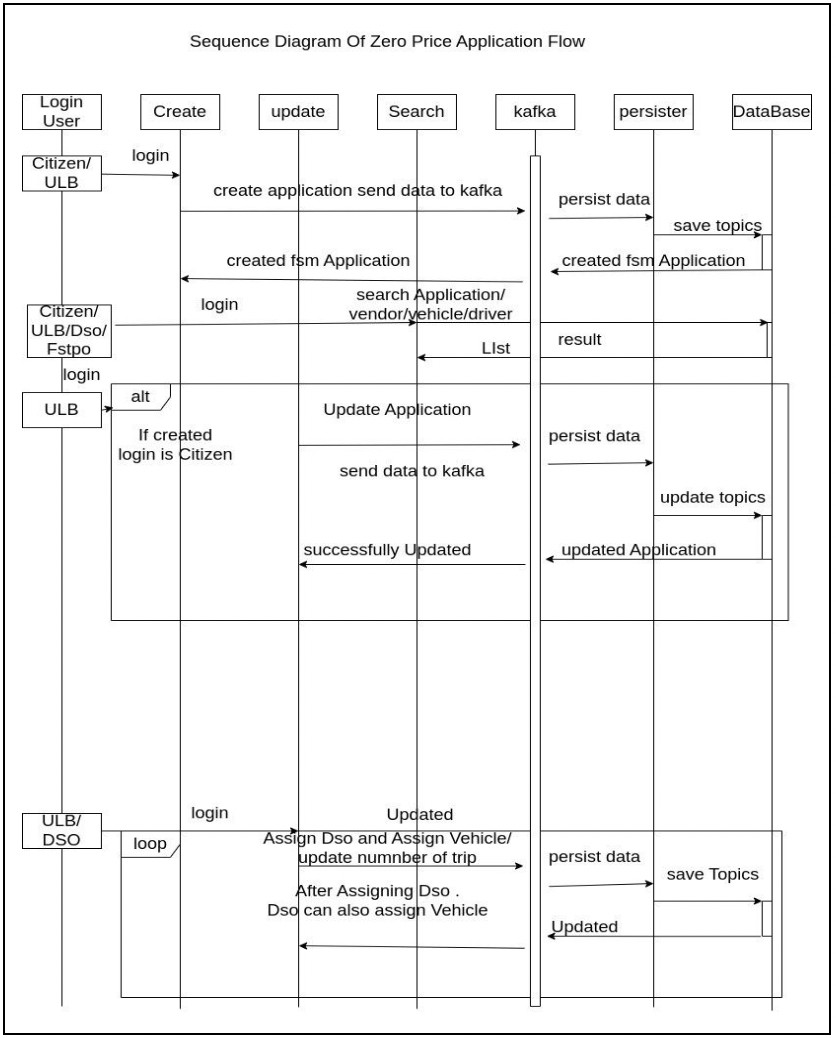 Sequence Diagram Of Zero Price Application Flow
Login
User
Create
update
Search
kafka
persister
DataBase
Citizen/
ULB
login
create application send data to kafka
persist data
save topics
created fsm Application
created fsm Application
Citizen/
ULB/Dso/
Fstpo
login
search Application/
vendor/vehicle/driver
result
LIst
login
ULB
alt
Update Application
If created
login is Citizen
persist data
send data to kafka
update topics
successfully Updated
updated Application
ULB/
DSO
login
Updated
loop
Assign Dso and Assign Vehicle/
update numnber of trip
persist data
save Topics
After Assigning Dso .
Dso can also assign Vehicle
Updated